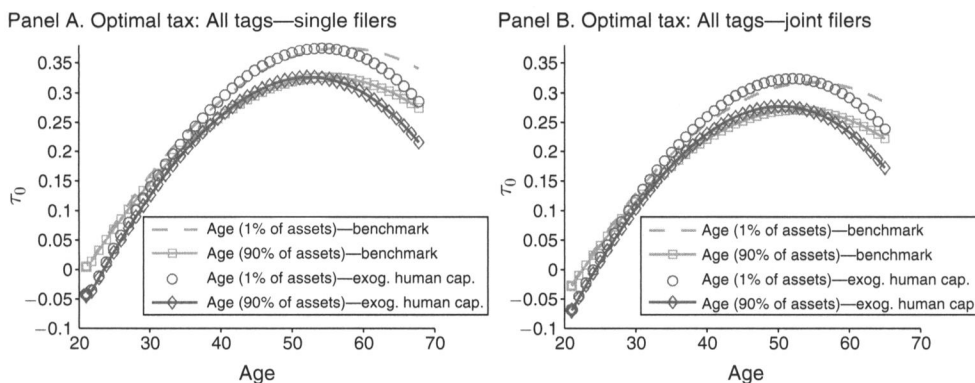 Panel A. Optimal tax: All tags—single filers
0.35
0.3
0.25
0.2
0.15
0.1
0.05
0
−0.05
−0.1
τ0
Age (1% of assets)—benchmark
Age (90% of assets)—benchmark
Age (1% of assets)—exog. human cap.
Age (90% of assets)—exog. human cap.
20 30 40 50 60 70
Age
Panel B. Optimal tax: All tags—joint filers
0.35
0.3
0.25
0.2
0.15
0.1
0.05
0
−0.05
−0.1
τ0
Age (1% of assets)—benchmark
Age (90% of assets)—benchmark
Age (1% of assets)—exog. human cap.
Age (90% of assets)—exog. human cap.
20 30 40 50 60 70
Age